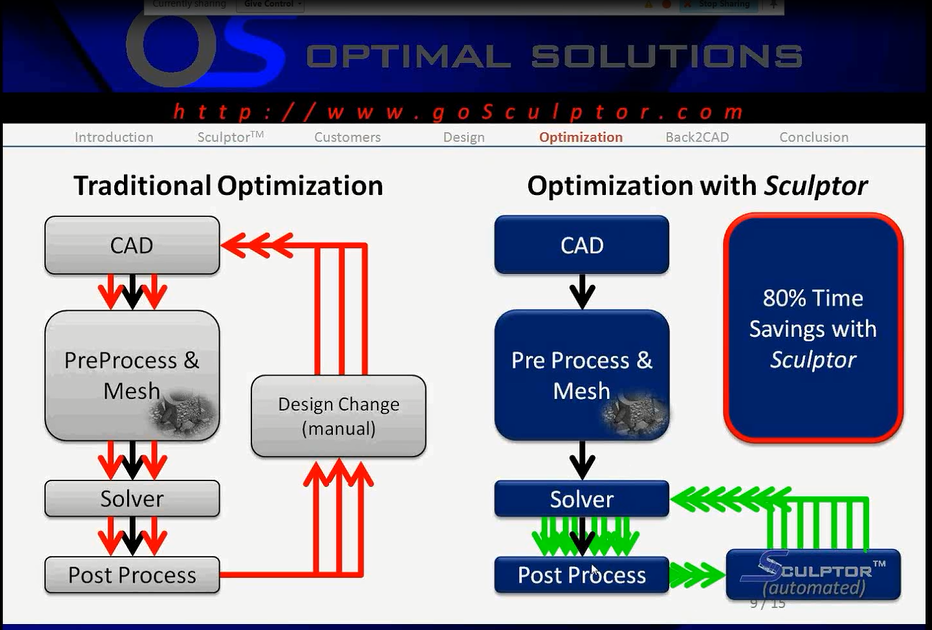 Currently sharing Give Control Stop Sharing
OS OPTIMAL SOLUTIONS
http://www.goSculptor.com
Introduction Sculptor™ Customers Design Optimization Back2CAD Conclusion
Traditional Optimization
CAD
PreProcess &
Mesh
Design Change
(manual)
Solver
Post Process
Optimization with Sculptor
CAD
Pre Process &
Mesh
Solver
Post Process
80% Time
Savings with
Sculptor
SCULPTOR™
(automated)
9 / 15